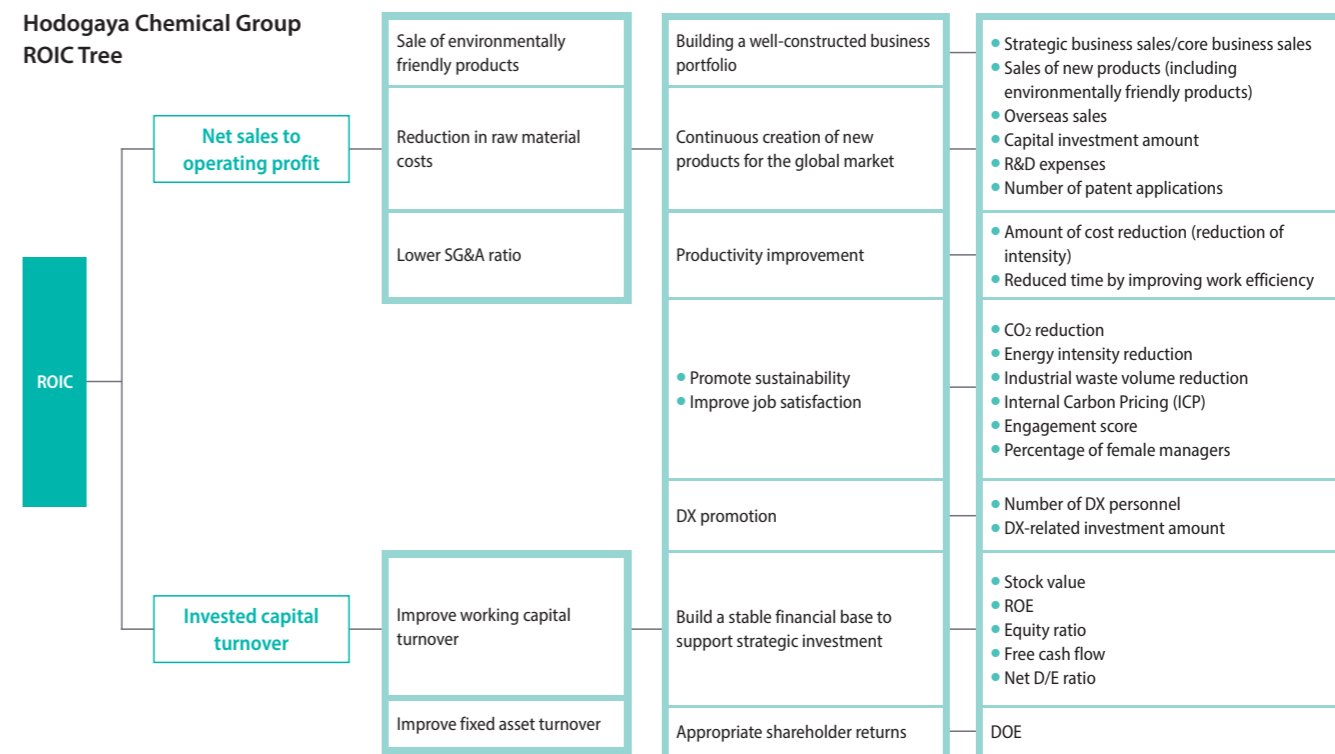 Hodogaya Chemical Group
ROIC Tree
ROIC
Net sales to
operating profit
Invested capital
turnover
Sale of environmentally
friendly products
Reduction in raw material
costs
Lower SG&A ratio
Improve working capital
turnover
Improve fixed asset turnover
Building a well-constructed business
portfolio
Continuous creation of new
products for the global market
Productivity improvement
• Promote sustainability
• Improve job satisfaction
DX promotion
Build a stable financial base to
support strategic investment
Appropriate shareholder returns
• Strategic business sales/core business sales
• Sales of new products (including
environmentally friendly products)
• Overseas sales
• Capital investment amount
• R&D expenses
• Number of patent applications
• Amount of cost reduction (reduction of
intensity)
• Reduced time by improving work efficiency
• CO2 reduction
• Energy intensity reduction
• Industrial waste volume reduction
• Internal Carbon Pricing (ICP)
• Engagement score
• Percentage of female managers
• Number of DX personnel
• DX-related investment amount
• Stock value
• ROE
• Equity ratio
• Free cash flow
• Net D/E ratio
DOE